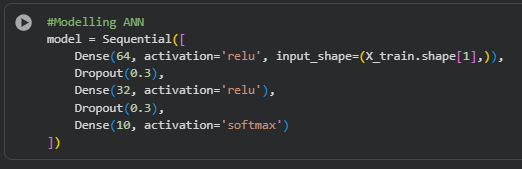 #Modelling ANN
model = Sequential([
    Dense(64, activation='relu', input_shape=(X_train.shape[1],)),
    Dropout(0.3),
    Dense(32, activation='relu'),
    Dropout(0.3),
    Dense(10, activation='softmax')
])